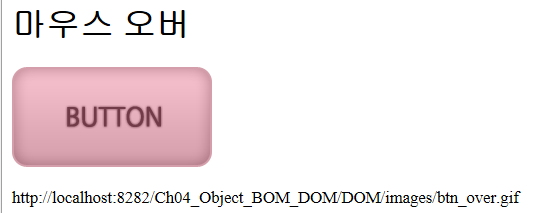 마우스 오버
BUTTON
http://localhost:8282/Ch04_Object_BOM_DOM/DOM/images/btn_over.gif